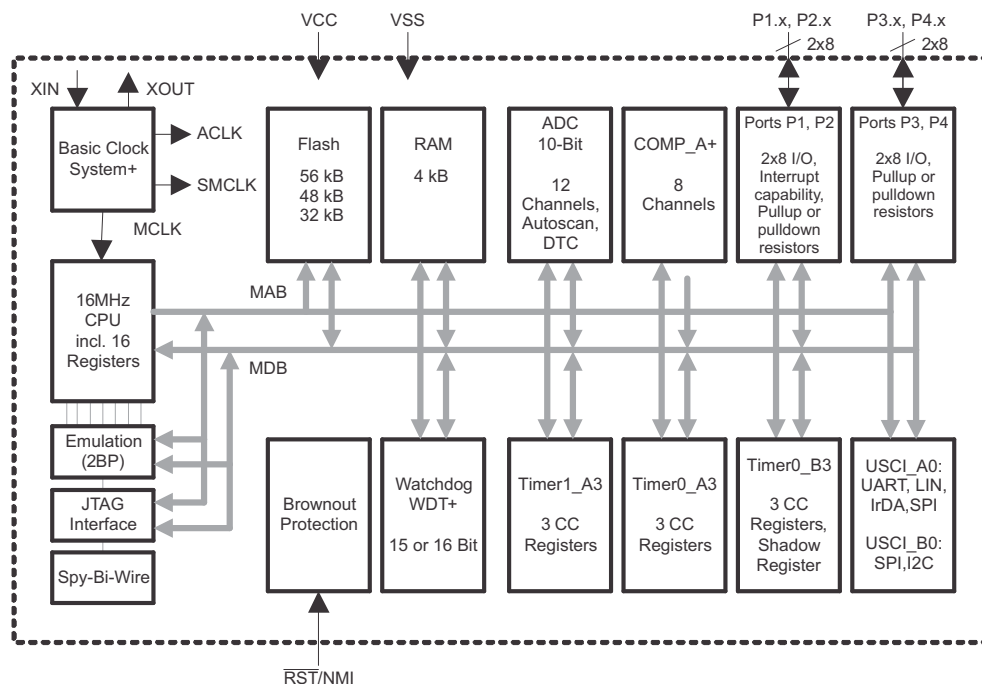 VCC
VSS
P1.x, P2.x
2x8
P3.x, P4.x
2x8
XIN
XOUT
Basic Clock
System+
ACLK
SMCLK
MCLK
Flash
56 kB
48 kB
32 kB
RAM
4 kB
ADC
10-Bit
12
Channels,
Autoscan,
DTC
COMP_A+
8
Channels
Ports P1, P2
2x8 I/O,
Interrupt
capability,
Pullup or
pulldown
resistors
Ports P3, P4
2x8 I/O,
Pullup or
pulldown
resistors
16MHz
CPU
incl. 16
Registers
MAB
MDB
Emulation
(2BP)
JTAG
Interface
Spy-Bi-Wire
Brownout
Protection
Watchdog
WDT+
15 or 16 Bit
Timer1_A3
3 CC
Registers
Timer0_A3
3 CC
Registers
Timer0_B3
3 CC
Registers,
Shadow
Register
USCI_A0:
UART, LIN,
IrDA,SPI
USCI_B0:
SPI,I2C
RST/NMI